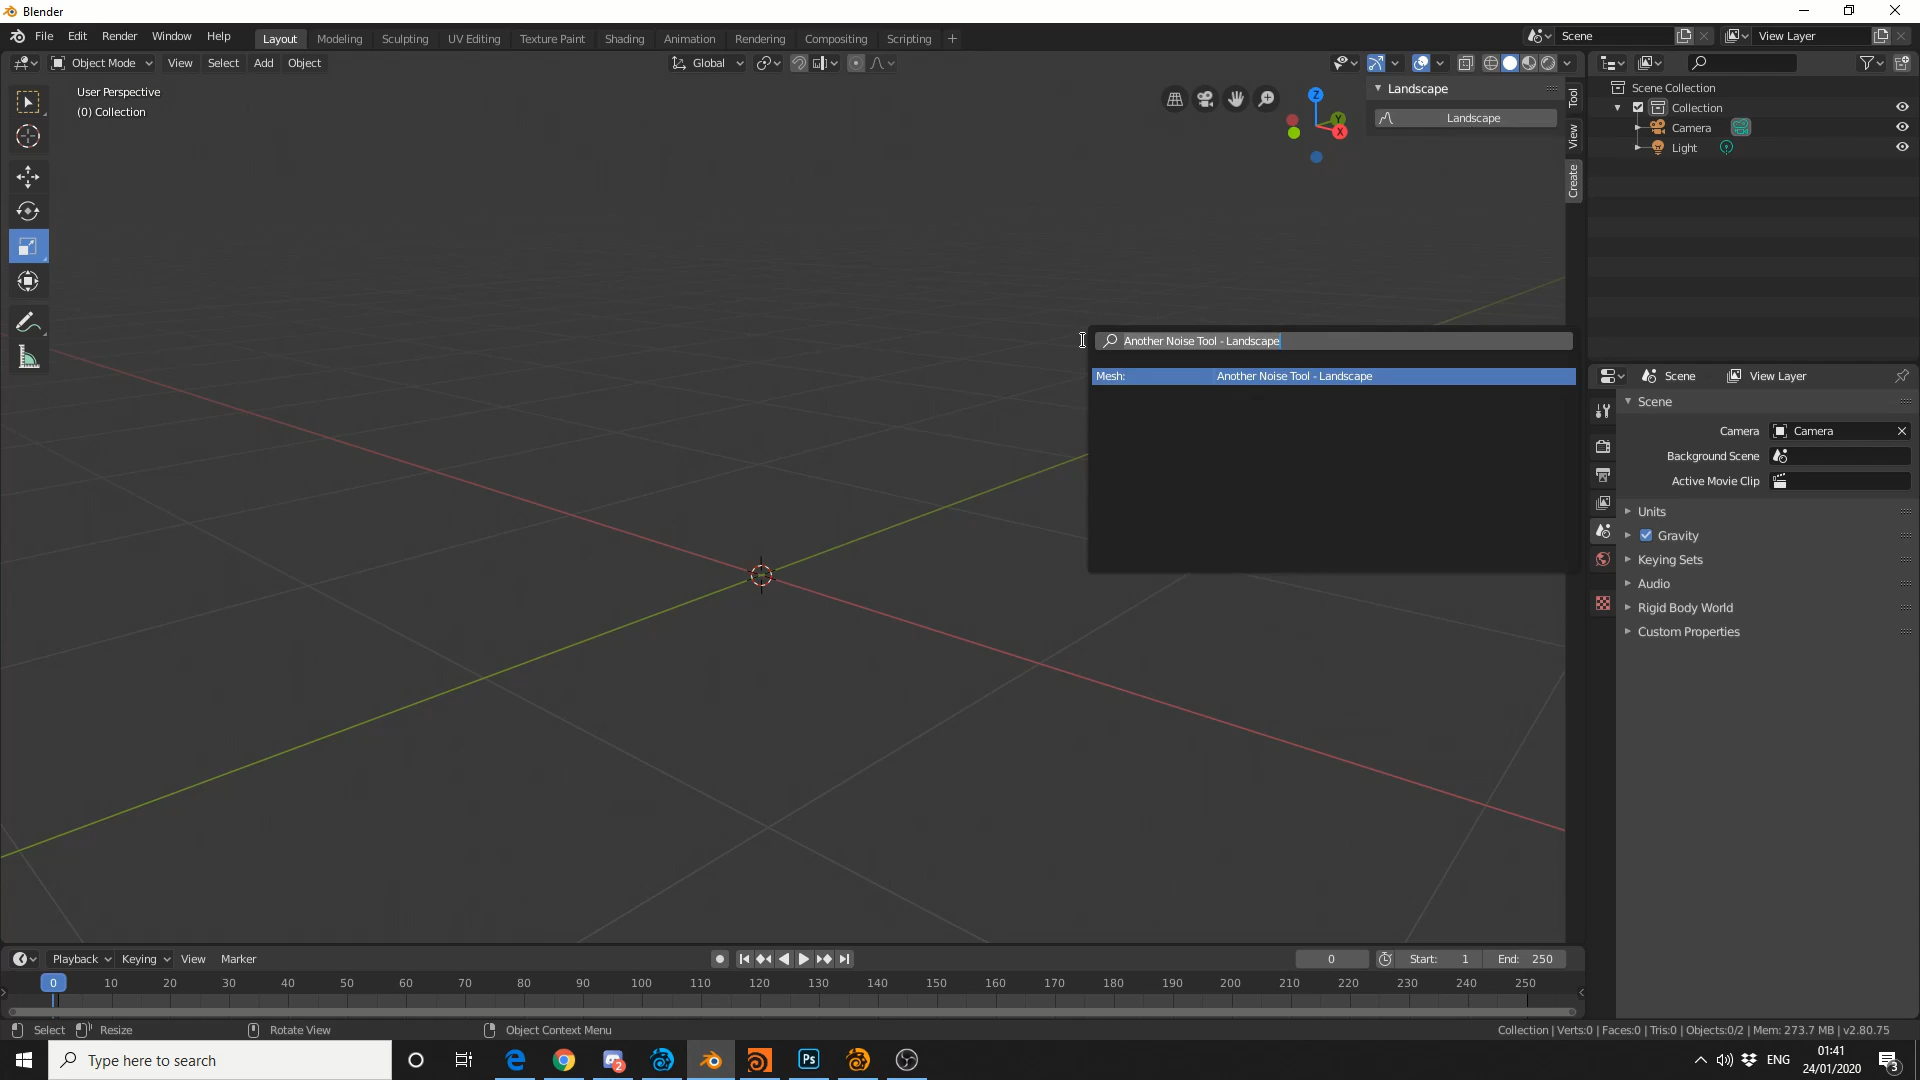 Blender
File Edit Render Window Help Layout Modeling Sculpting UV Editing Texture Paint Shading Animation Rendering Compositing Scripting + Scene View Layer
Object Mode View Select Add Object Global
User Perspective
(0) Collection
Z
Y
X
Landscape
Landscape
Tool
View
Create
Scene Collection
Collection
Camera
Light
Another Noise Tool - Landscape
Mesh: Another Noise Tool - Landscape
Scene View Layer
Scene
Camera Camera
Background Scene
Active Movie Clip
Units
Gravity
Keying Sets
Audio
Rigid Body World
Custom Properties
Playback Keying View Marker 0 Start: 1 End: 250
0 10 20 30 40 50 60 70 80 90 100 110 120 130 140 150 160 170 180 190 200 210 220 230 240 250
Select Resize Rotate View Object Context Menu Collection | Verts:0 | Faces:0 | Tris:0 | Objects:0/2 | Mem: 273.7 MB | v2.80.75
Type here to search 2 Ps ENG 01:41
24/01/2020 3